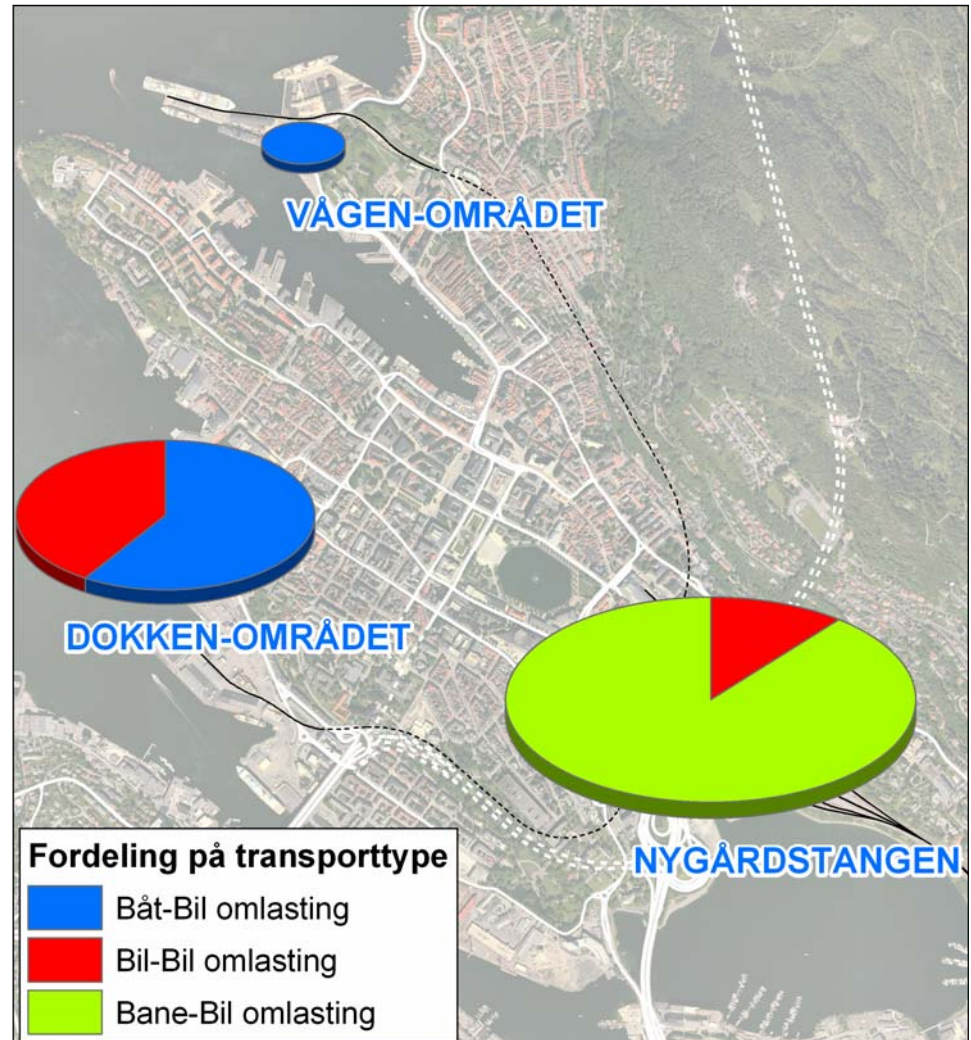 VÅGEN-OMRÅDET
DOKKEN-OMRÅDET
NYGÅRDSTANGEN
Fordeling på transporttype
Båt-Bil omlasting
Bil-Bil omlasting
Bane-Bil omlasting